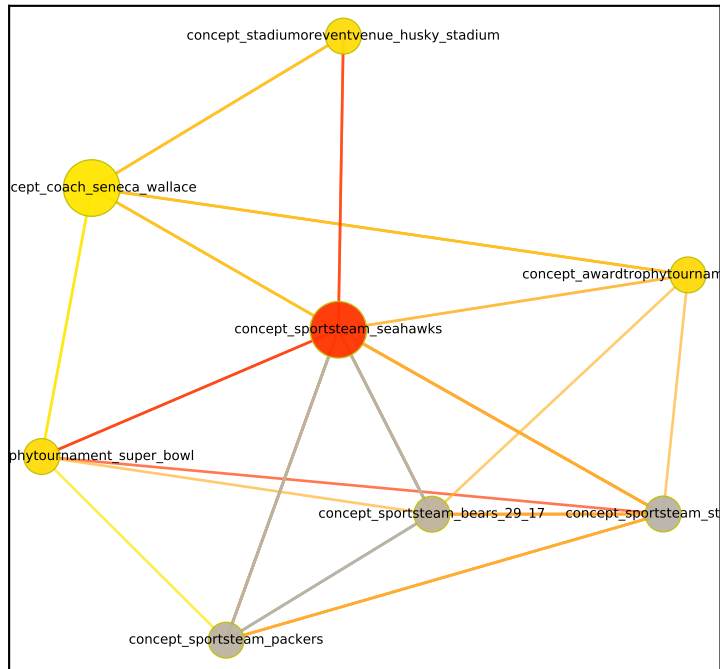 concept_stadiumoreventvenue_husky_stadium
cept_coach_seneca_wallace
concept_awardtrophytournam
concept_sportsteam_seahawks
phytournament_super_bowl
concept_sportsteam_bears_29_17
concept_sportsteam_st
concept_sportsteam_packers